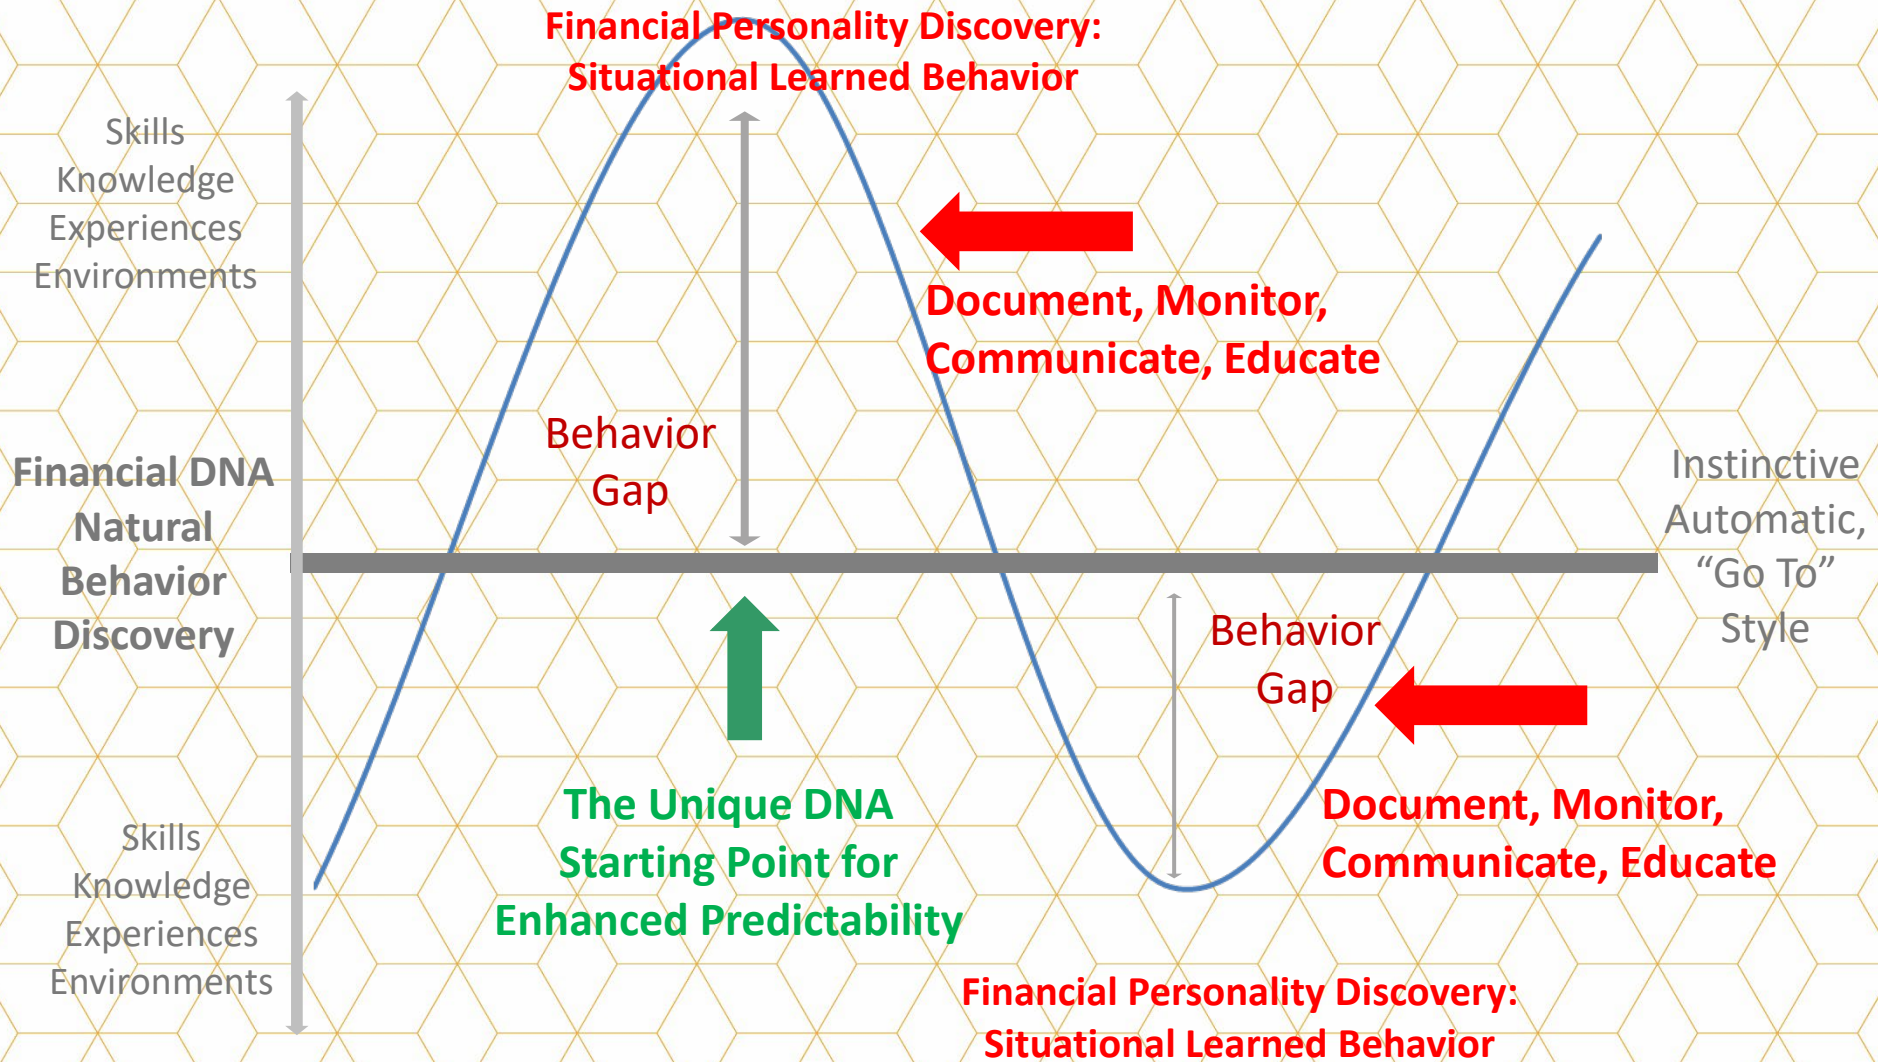 Financial Personality Discovery:
Situational Learned Behavior
Skills
Knowledge
Experiences
Environments
Document, Monitor,
Communicate, Educate
Behavior
Gap
Financial DNA
Natural
Behavior
Discovery
Instinctive
Automatic,
“Go To”
Style
Behavior
Gap
The Unique DNA
Starting Point for
Enhanced Predictability
Document, Monitor,
Communicate, Educate
Skills
Knowledge
Experiences
Environments
Financial Personality Discovery:
Situational Learned Behavior